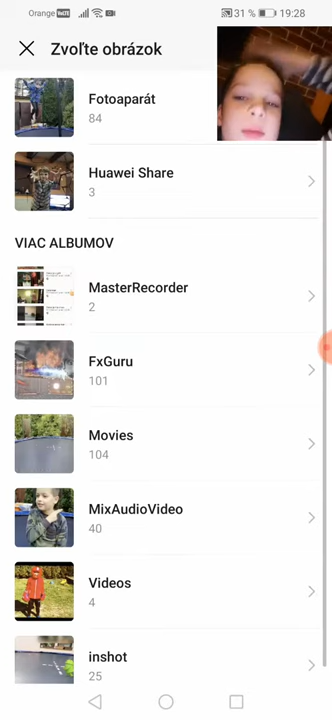 Orange VoLTE 31 % 19:28
Zvoľte obrázok
Fotoaparát
84
Huawei Share
3
VIAC ALBUMOV
MasterRecorder
2
FxGuru
101
Movies
104
MixAudioVideo
40
Videos
4
inshot
25